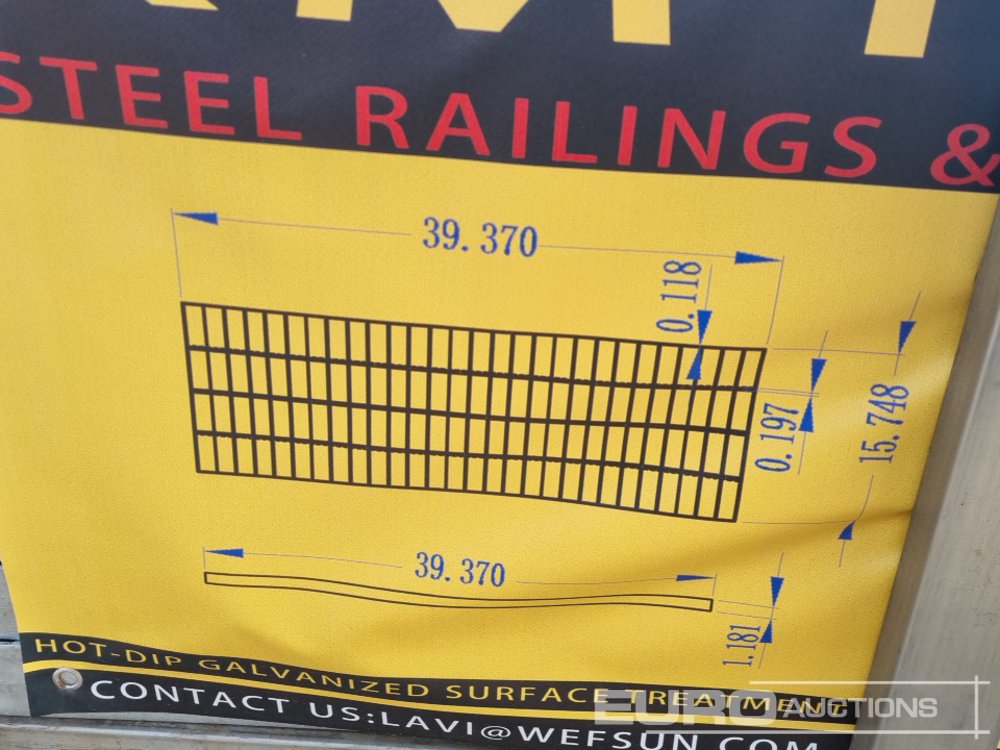 STEEL RAILINGS &
39.370
0.118
0.197
15.748
39.370
1.181
HOT-DIP GALVANIZED SURFACE TREATMENT
CONTACT US:LAVI@WEFSUN.COM
EURO AUCTIONS